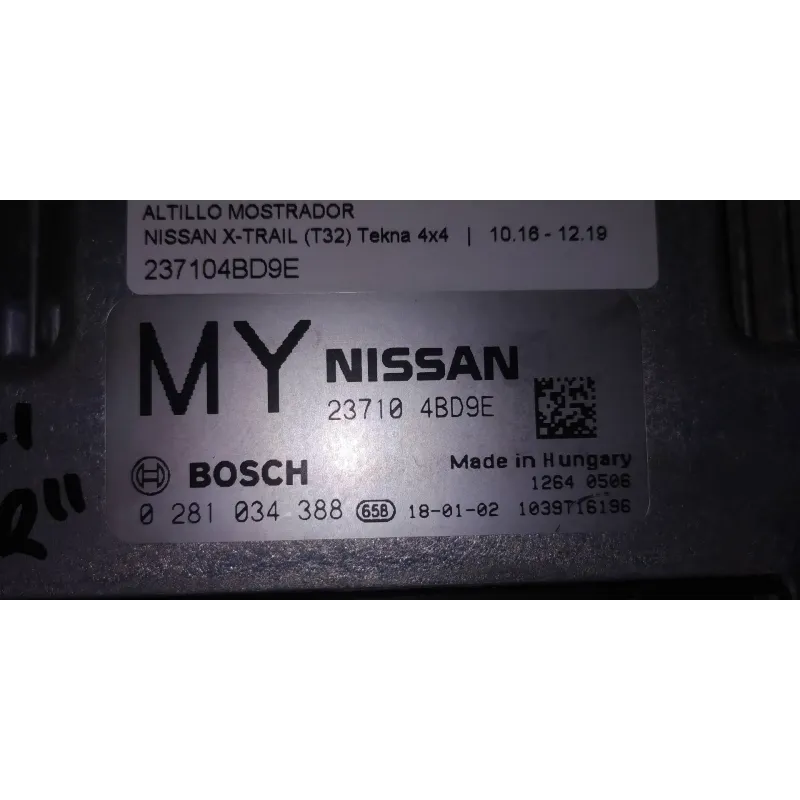 ALTILLO MOSTRADOR
NISSAN X-TRAIL (T32) Tekna 4x4 | 10.16 - 12.19
237104BD9E
MY NISSAN
23710 4BD9E
BOSCH
Made in Hungary
1264 0506
0 281 034 388 658 18-01-02 1039T16196